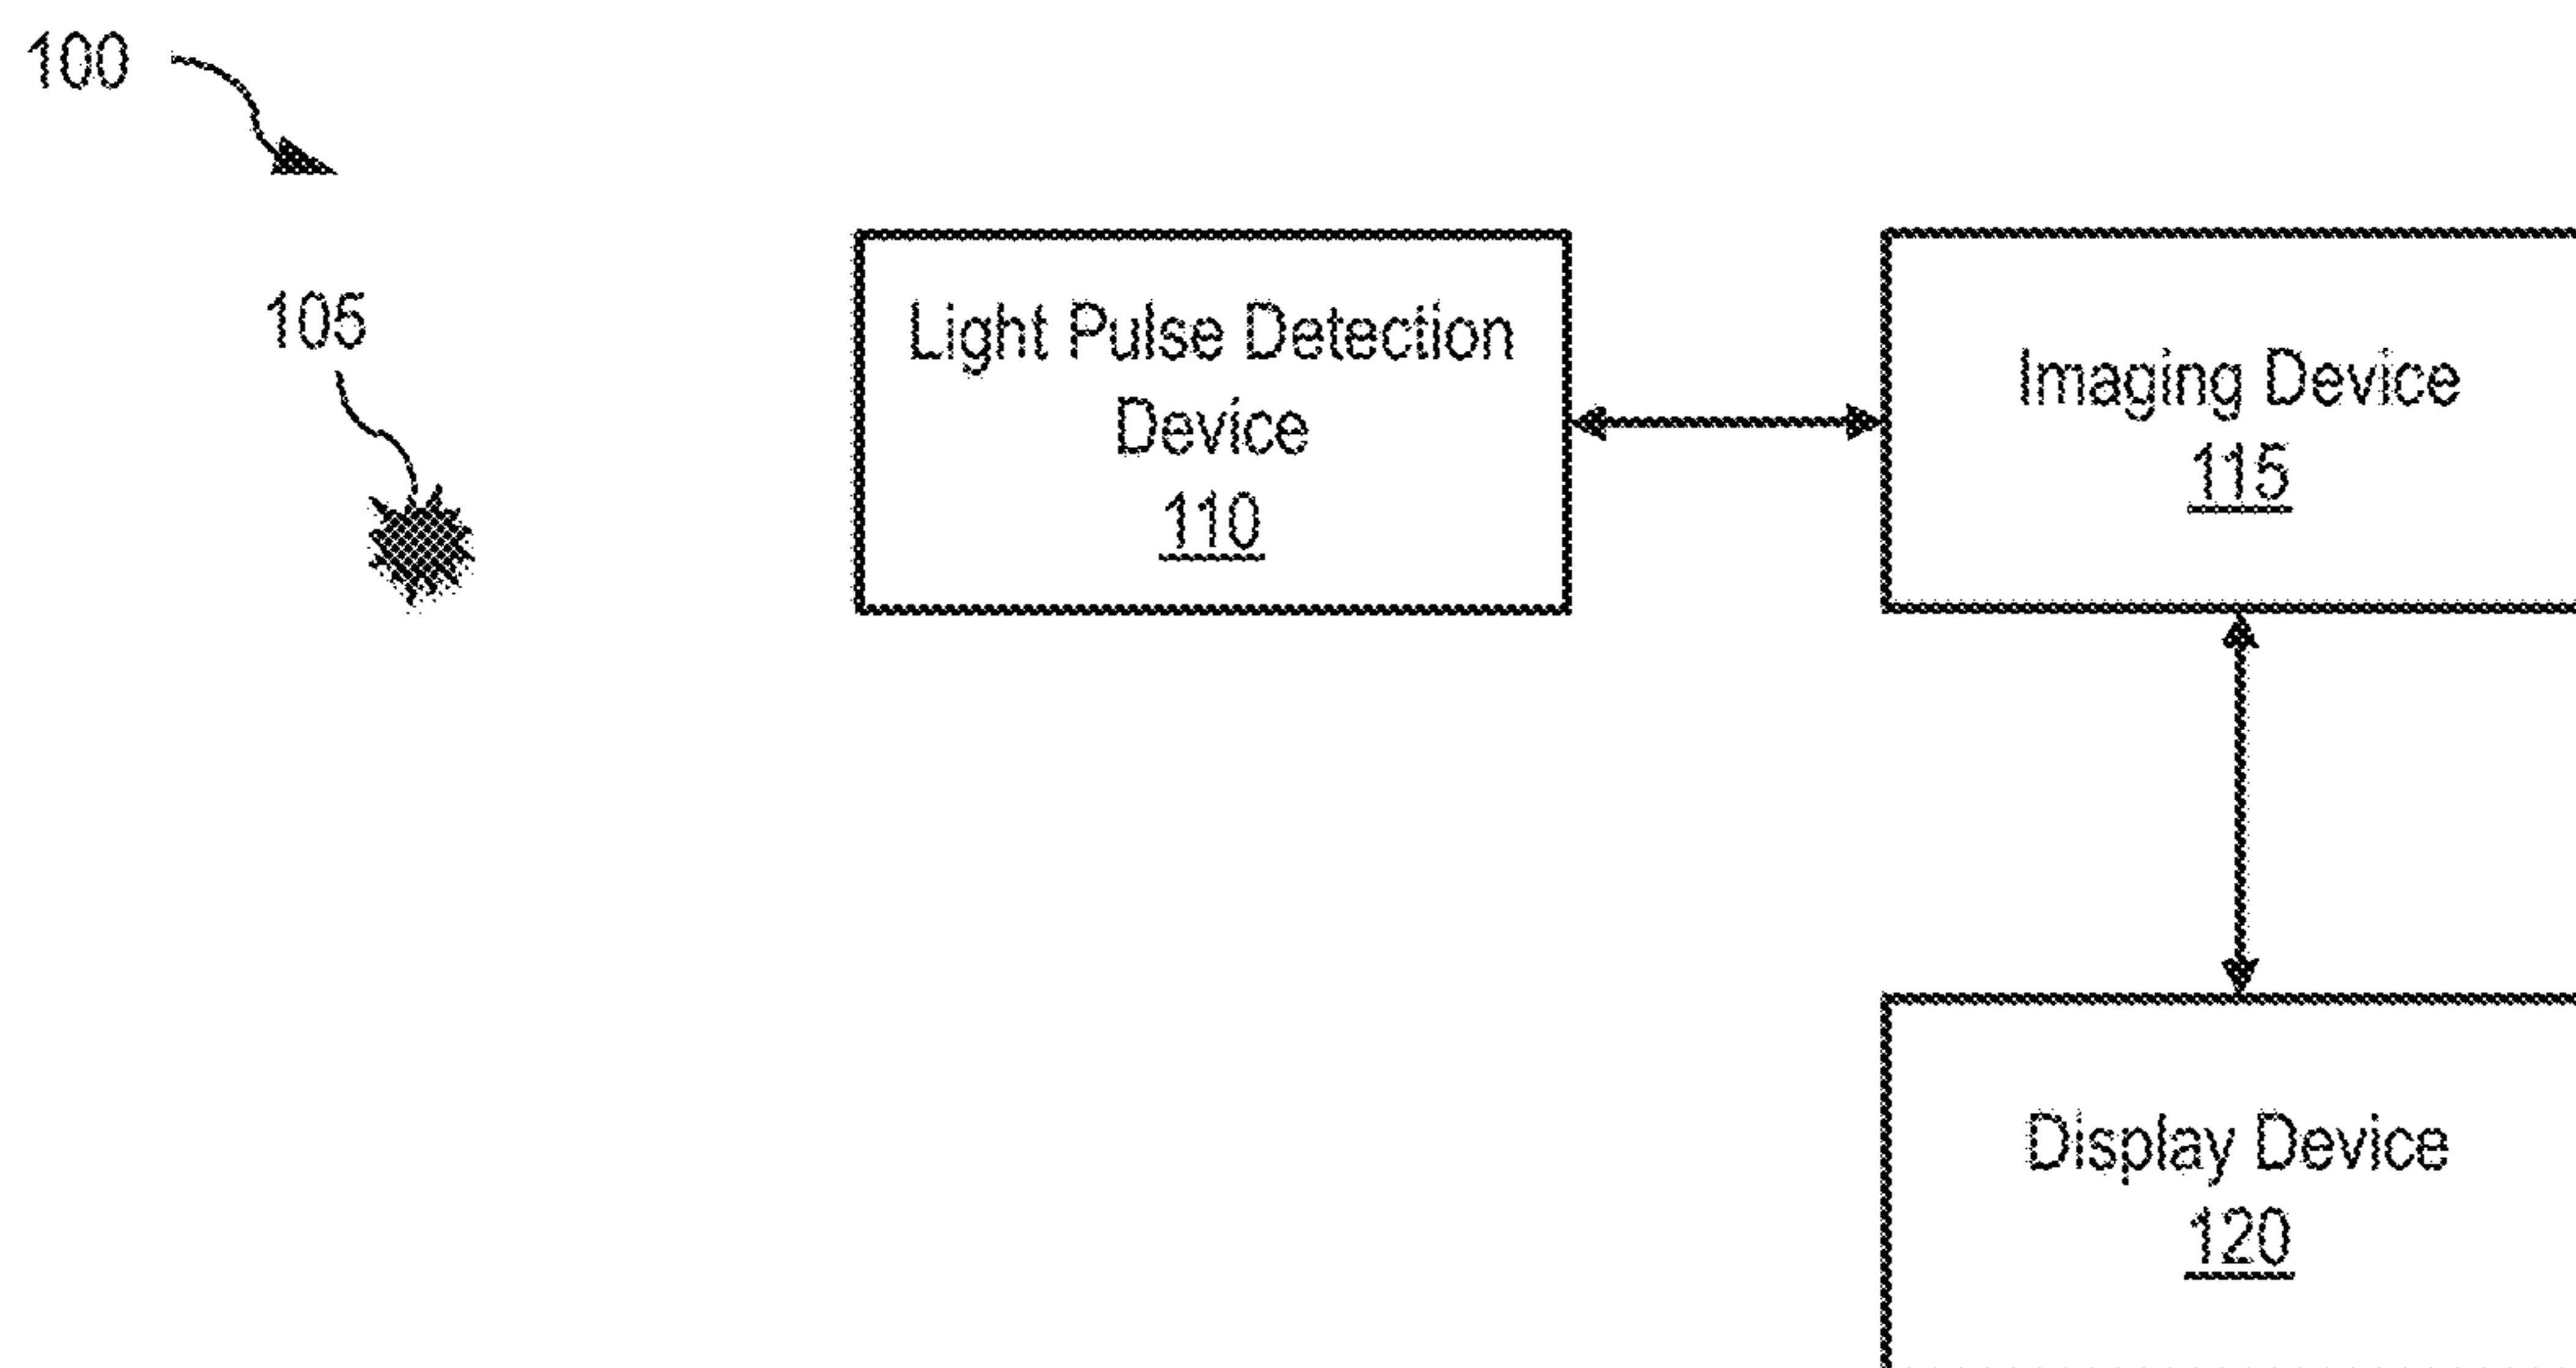 100
105
Light Pulse Detection
Device
110
Imaging Device
115
Display Device
120